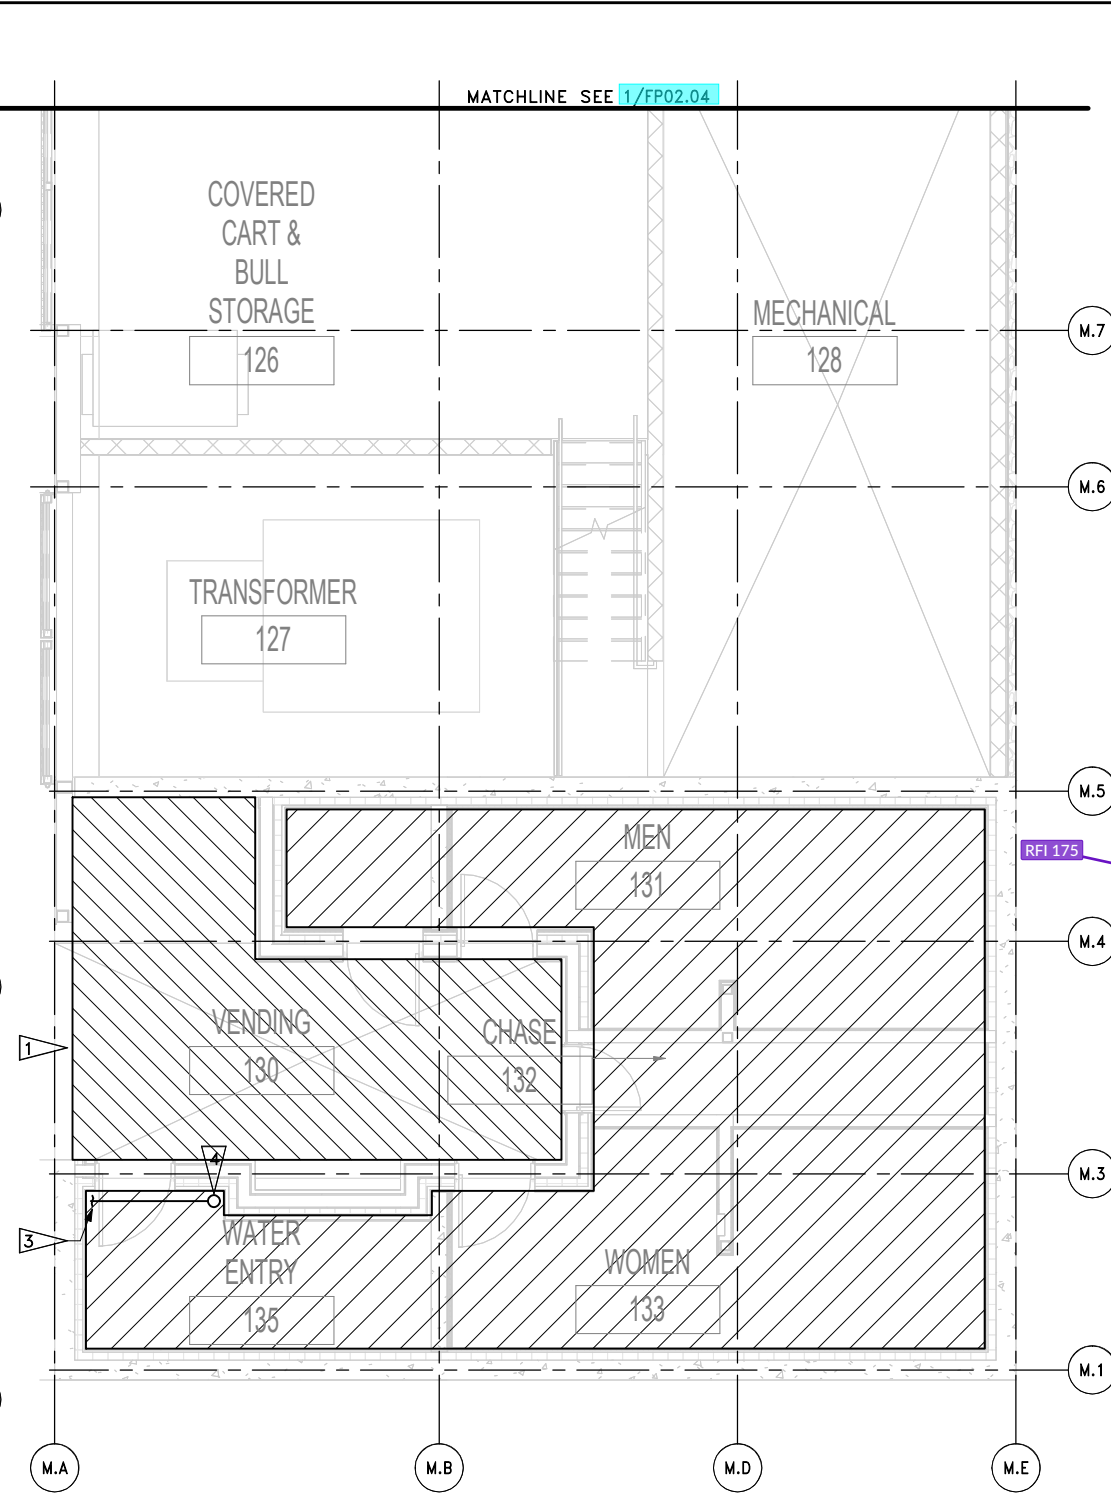 MATCHLINE SEE 1/FP02.04
COVERED
CART &
BULL
STORAGE
126
MECHANICAL
128
M.7
M.6
TRANSFORMER
127
M.5
MEN
131
RFI 175
M.4
VENDING
130
CHASE
132
1
4
M.3
3
WATER
ENTRY
135
WOMEN
133
M.1
M.A
M.B
M.D
M.E